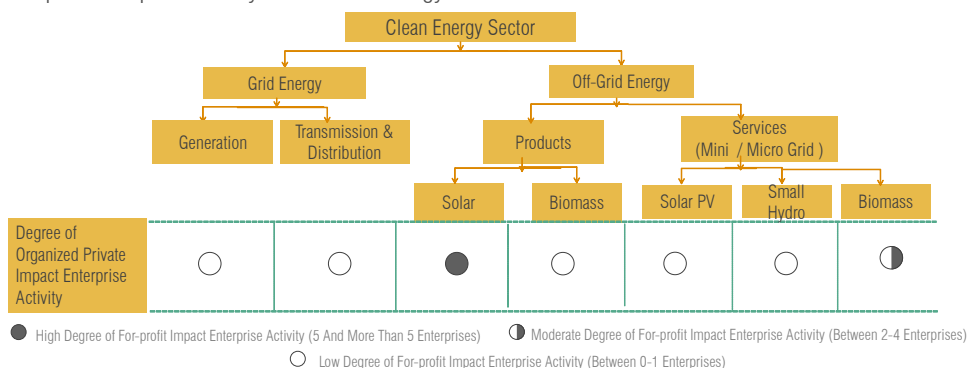 Clean Energy Sector
Grid Energy
Off-Grid Energy
Generation
Transmission &
Distribution
Products
Services
(Mini / Micro Grid )
Solar
Biomass
Solar PV
Small
Hydro
Biomass
Degree of
Organized Private
Impact Enterprise
Activity
High Degree of For-profit Impact Enterprise Activity (5 And More Than 5 Enterprises)
Moderate Degree of For-profit Impact Enterprise Activity (Between 2-4 Enterprises)
Low Degree of For-profit Impact Enterprise Activity (Between 0-1 Enterprises)